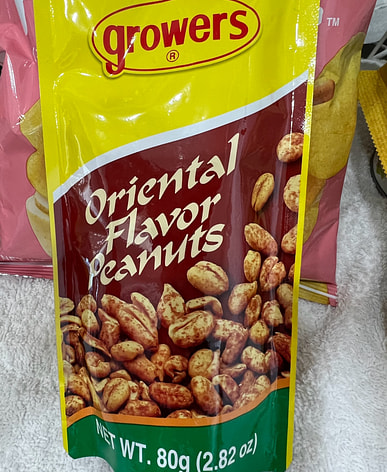 growers
®
TM
Oriental
Flavor
Peanuts
NET WT. 80g (2.82 oz)